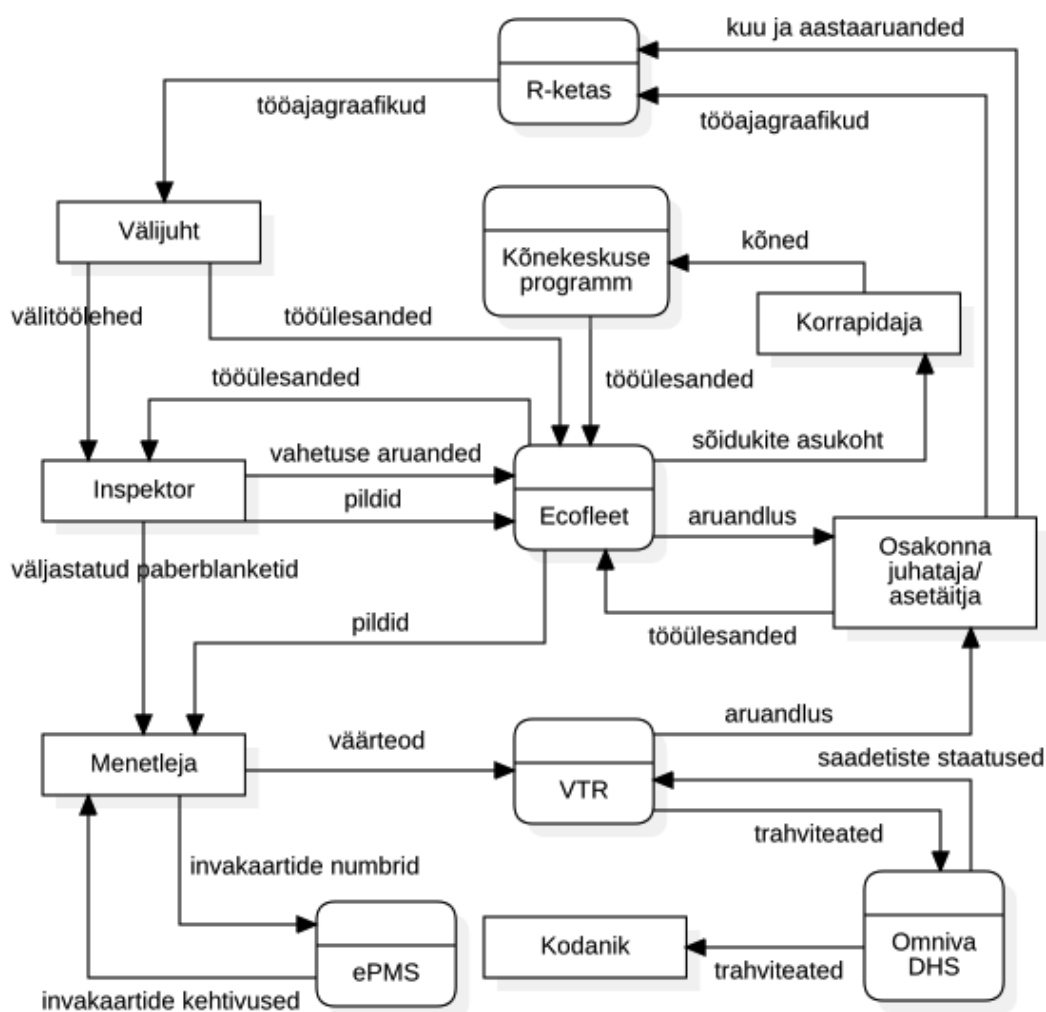 kuu ja aastaaruanded
R-ketas
tööajagraafikud
tööajagraafikud
Välijuht
Kõnekeskuse
programm
kõned
Korrapidaja
välitöölehed
tööülesanded
tööülesanded
tööülesanded
sõidukite asukoht
vahetuse aruanded
Inspektor
pildid
Ecofleet
aruandlus
Osakonna
juhataja/
asetäitja
väljastatud paberblanketid
pildid
tööülesanded
aruandlus
väärteod
Menetleja
saadetiste staatused
VTR
trahviteated
invakaartide numbrid
Kodanik
Omniva
DHS
ePMS
trahviteated
invakaartide kehtivused